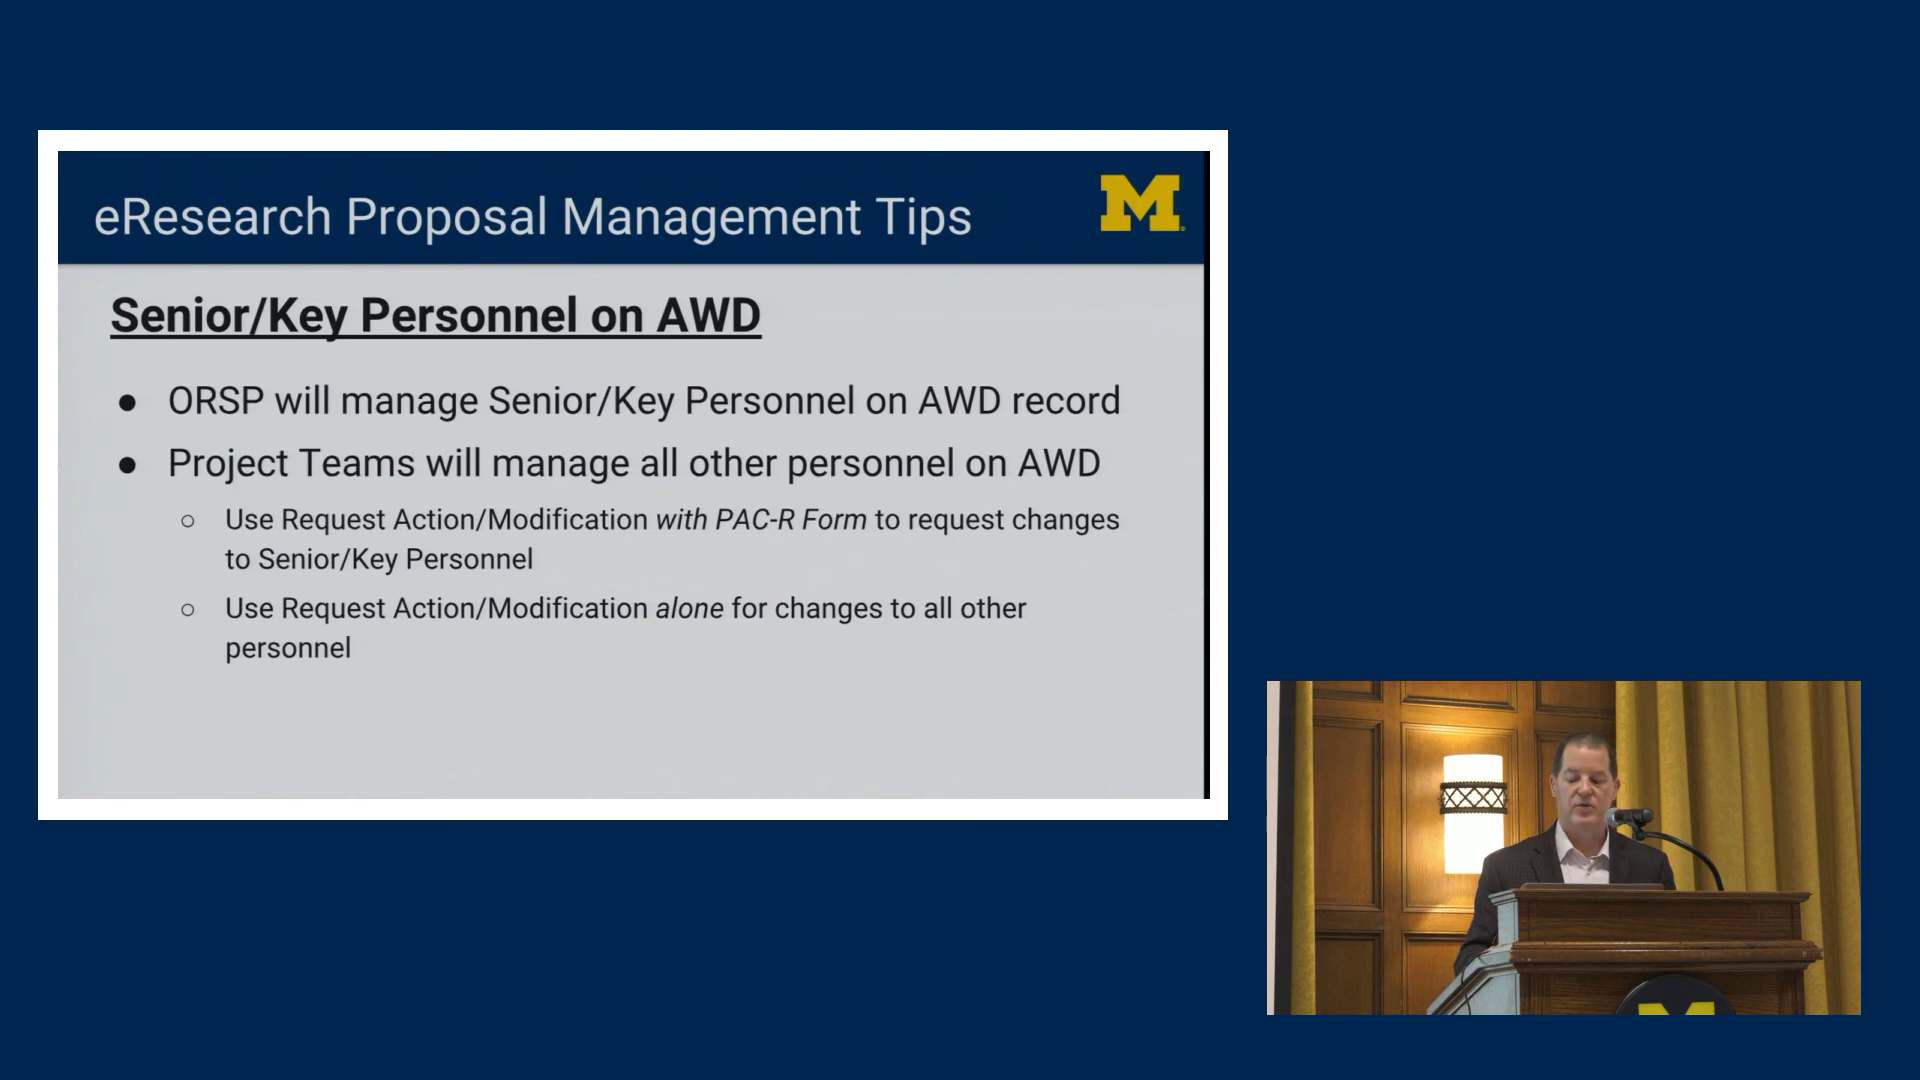 eResearch Proposal Management Tips
M
Senior/Key Personnel on AWD
● ORSP will manage Senior/Key Personnel on AWD record
● Project Teams will manage all other personnel on AWD
○ Use Request Action/Modification with PAC-R Form to request changes
to Senior/Key Personnel
○ Use Request Action/Modification alone for changes to all other
personnel
M